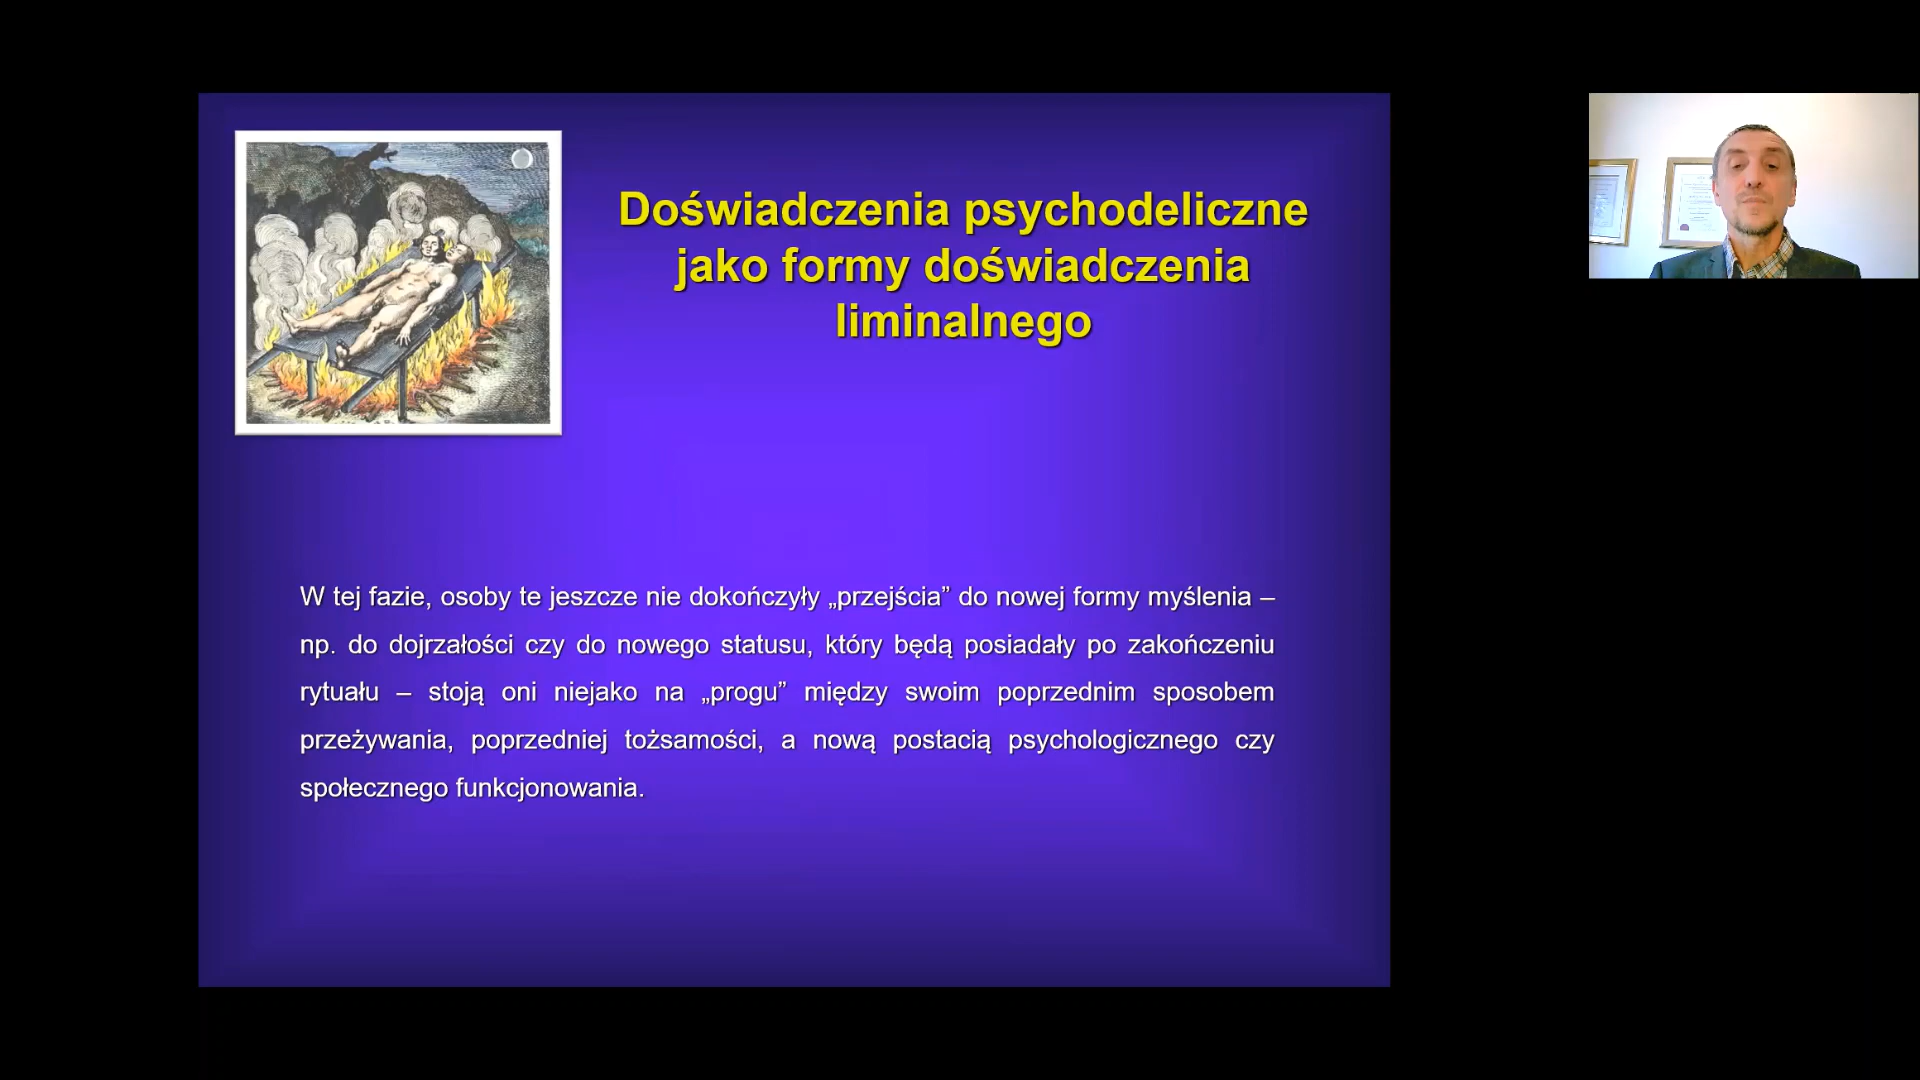 Doświadczenia psychodeliczne
jako formy doświadczenia
liminalnego
W tej fazie, osoby te jeszcze nie dokończyły „przejścia” do nowej formy myślenia –
np. do dojrzałości czy do nowego statusu, który będą posiadały po zakończeniu
rytuału – stoją oni niejako na „progu” między swoim poprzednim sposobem
przeżywania, poprzedniej tożsamości, a nową postacią psychologicznego czy
społecznego funkcjonowania.